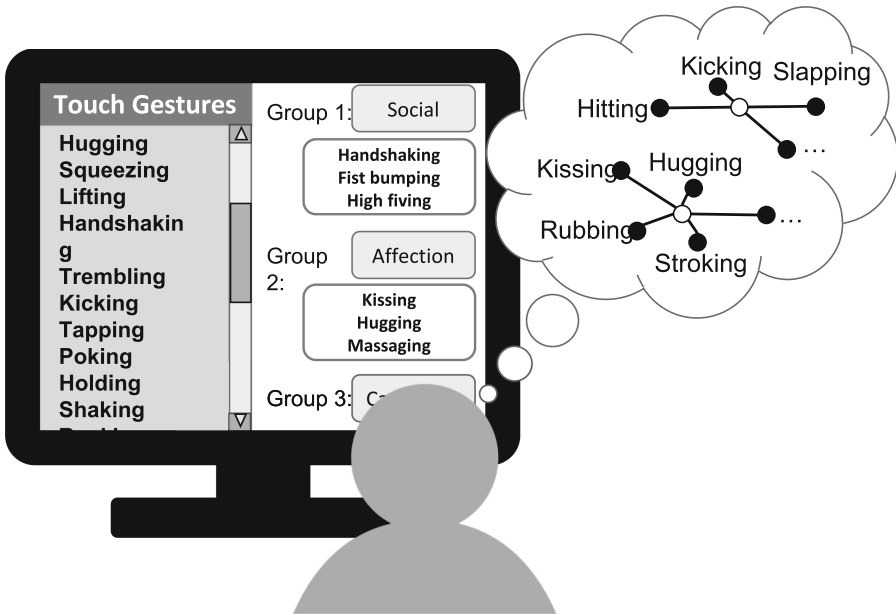 Touch Gestures
Hugging
Squeezing
Lifting
Handshakin
g
Trembling
Kicking
Tapping
Poking
Holding
Shaking
Group 1:
Social
Handshaking
Fist bumping
High fiving
Group
2:
Affection
Kissing
Hugging
Massaging
Group 3:
Kicking
Slapping
Hitting
...
Kissing
Hugging
Rubbing
...
Stroking